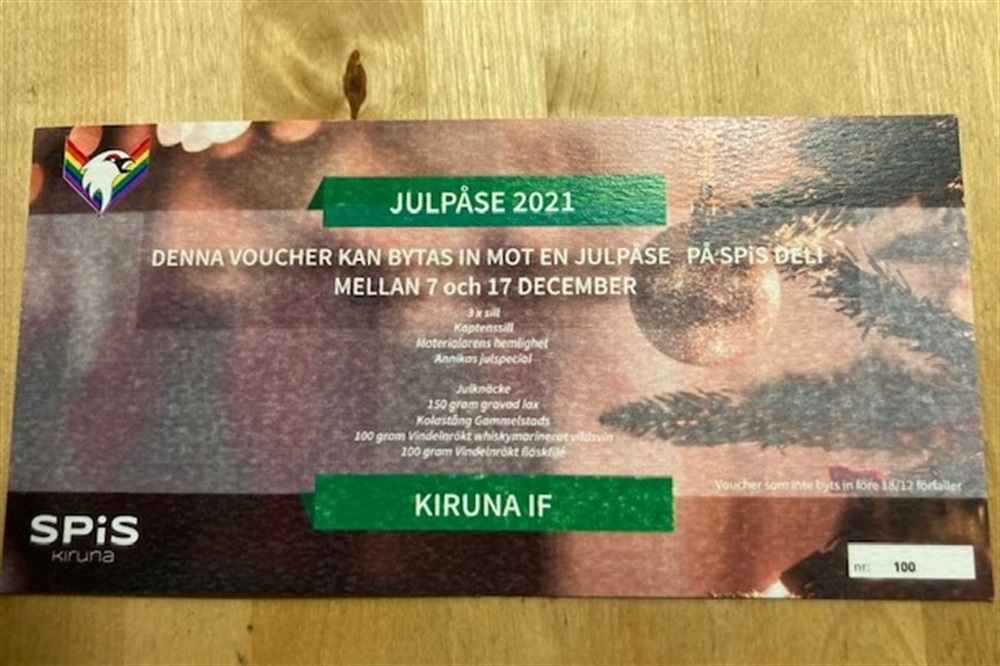 JULPÅSE 2021
DENNA VOUCHER KAN BYTAS IN MOT EN JULPÅSE PÅ SPiS DELI
MELLAN 7 och 17 DECEMBER
3 x sill
Kaptenssill
Materialarens hemlighet
Annikas julspecial
Julknäcke
150 gram gravad lax
Kolastång Gammelstads
100 gram Vindelnrökt whiskymarinerat vildsvin
100 gram Vindelnrökt fläskfilé
Voucher som inte byts in före 18/12 förfaller
KIRUNA IF
SPiS
kiruna
nr: 100